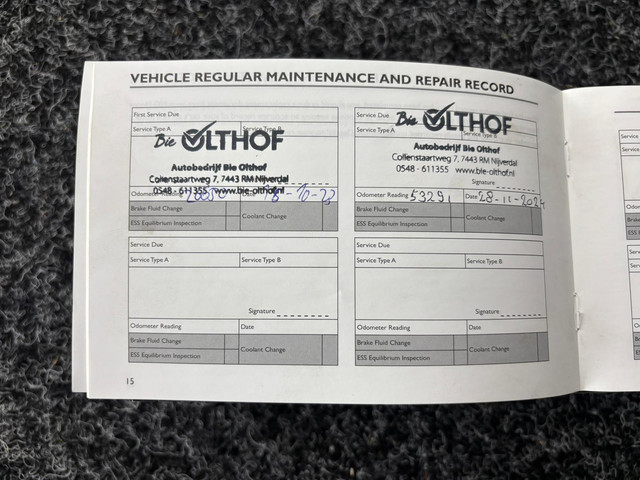 VEHICLE REGULAR MAINTENANCE AND REPAIR RECORD
First Service Due
Service Type A Service Type B
Bie OLTHOF
Autobedrijf Bie Olthof
Collenstaartweg 7, 7443 RM Nijverdal
0548 - 611355 www.bie-olthof.nl
Odometer Reading Date -10-23
Brake Fluid Change
Coolant Change
ESS Equilibrium Inspection
Service Due
Service Type A Service Type B
Bie OLTHOF
Autobedrijf Bie Olthof
Collenstaartweg 7, 7443 RM Nijverdal
0548 - 611355 www.bie-olthof.nl
Signature
Odometer Reading 53291 Date 28-11-2024
Brake Fluid Change
Coolant Change
ESS Equilibrium Inspection
Service Due
Service Type A Service Type B
Signature
Odometer Reading Date
Brake Fluid Change
Coolant Change
ESS Equilibrium Inspection
Service Due
Service Type A Service Type B
Signature
Odometer Reading Date
Brake Fluid Change
Coolant Change
ESS Equilibrium Inspection
15